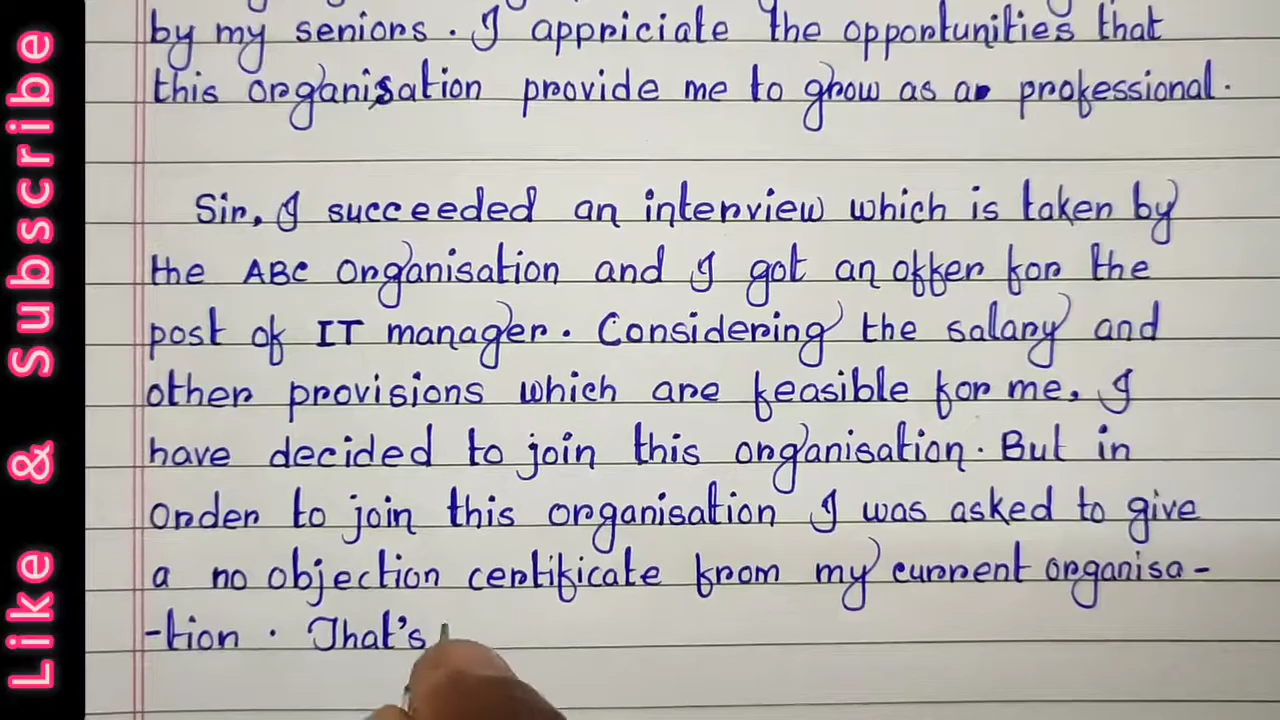 Like & Subscribe
by my seniors. I appriciate the opportunities that
this organisation provide me to grow as a professional.
Sir, I succeeded an interview which is taken by
the ABC organisation and I got an offer for the
post of IT manager. Considering the salary and
other provisions which are feasible for me, I
have decided to join this organisation. But in
order to join this organisation I was asked to give
a no objection certificate from my current organisa-
-tion. That's